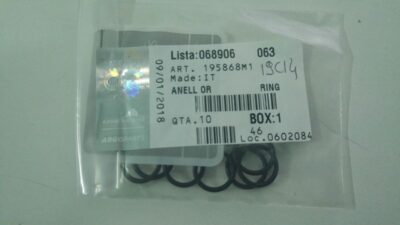 Lista:068906 063
ART. 195868M1
Made:IT
ANELL OR RING
QTA.10 BOX:1
46
Loc.0602084
09/01/2018